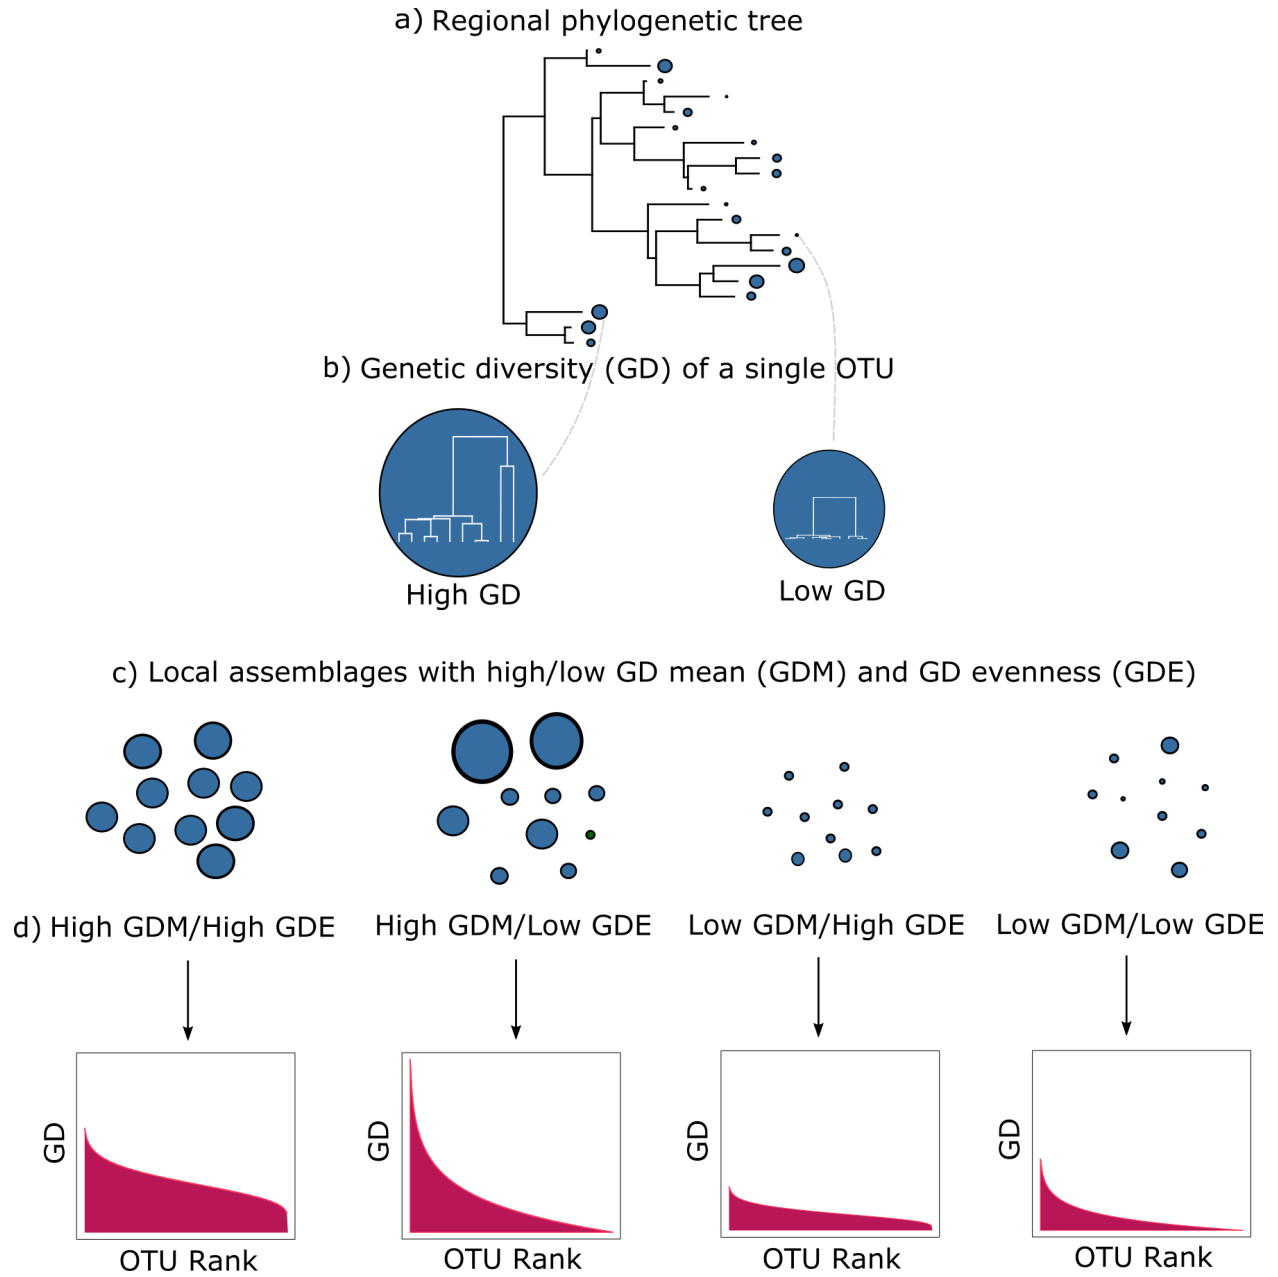 a) Regional phylogenetic tree
b) Genetic diversity (GD) of a single OTU
High GD
Low GD
c) Local assemblages with high/low GD mean (GDM) and GD evenness (GDE)
d) High GDM/High GDE
High GDM/Low GDE
Low GDM/High GDE
Low GDM/Low GDE
GD
OTU Rank
GD
OTU Rank
GD
OTU Rank
GD
OTU Rank